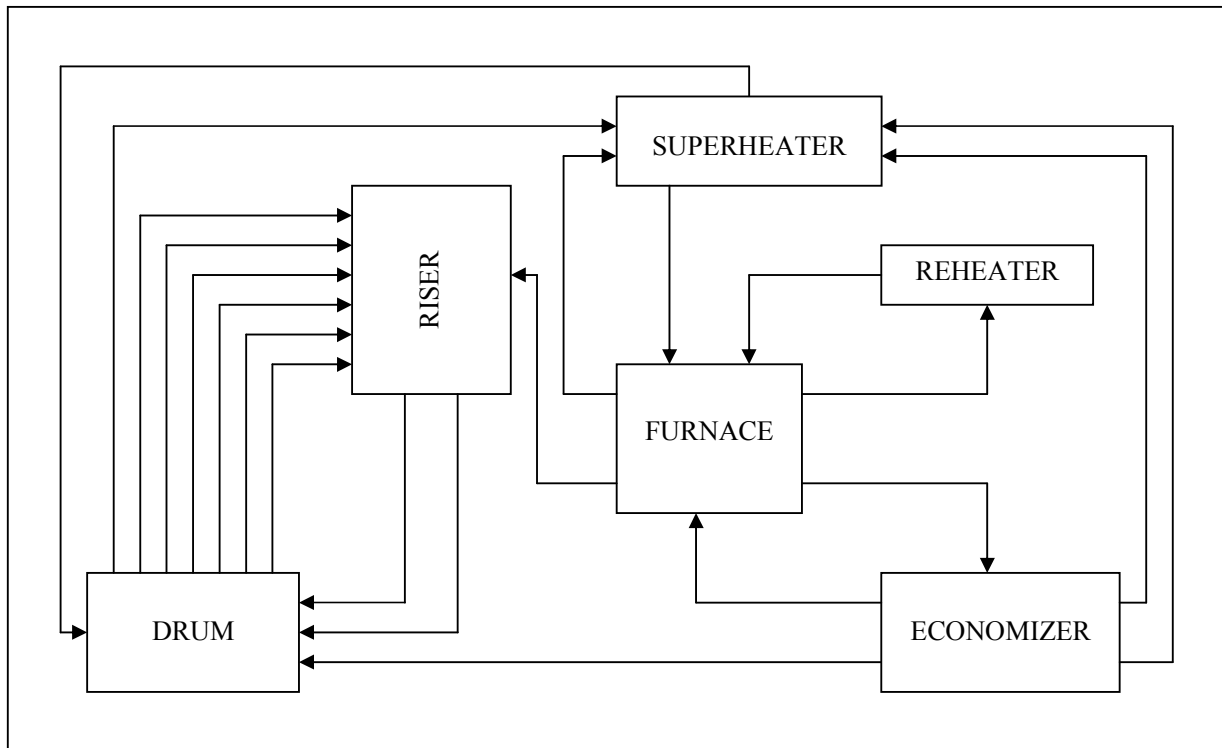 SUPERHEATER
RISER
REHEATER
FURNACE
DRUM
ECONOMIZER